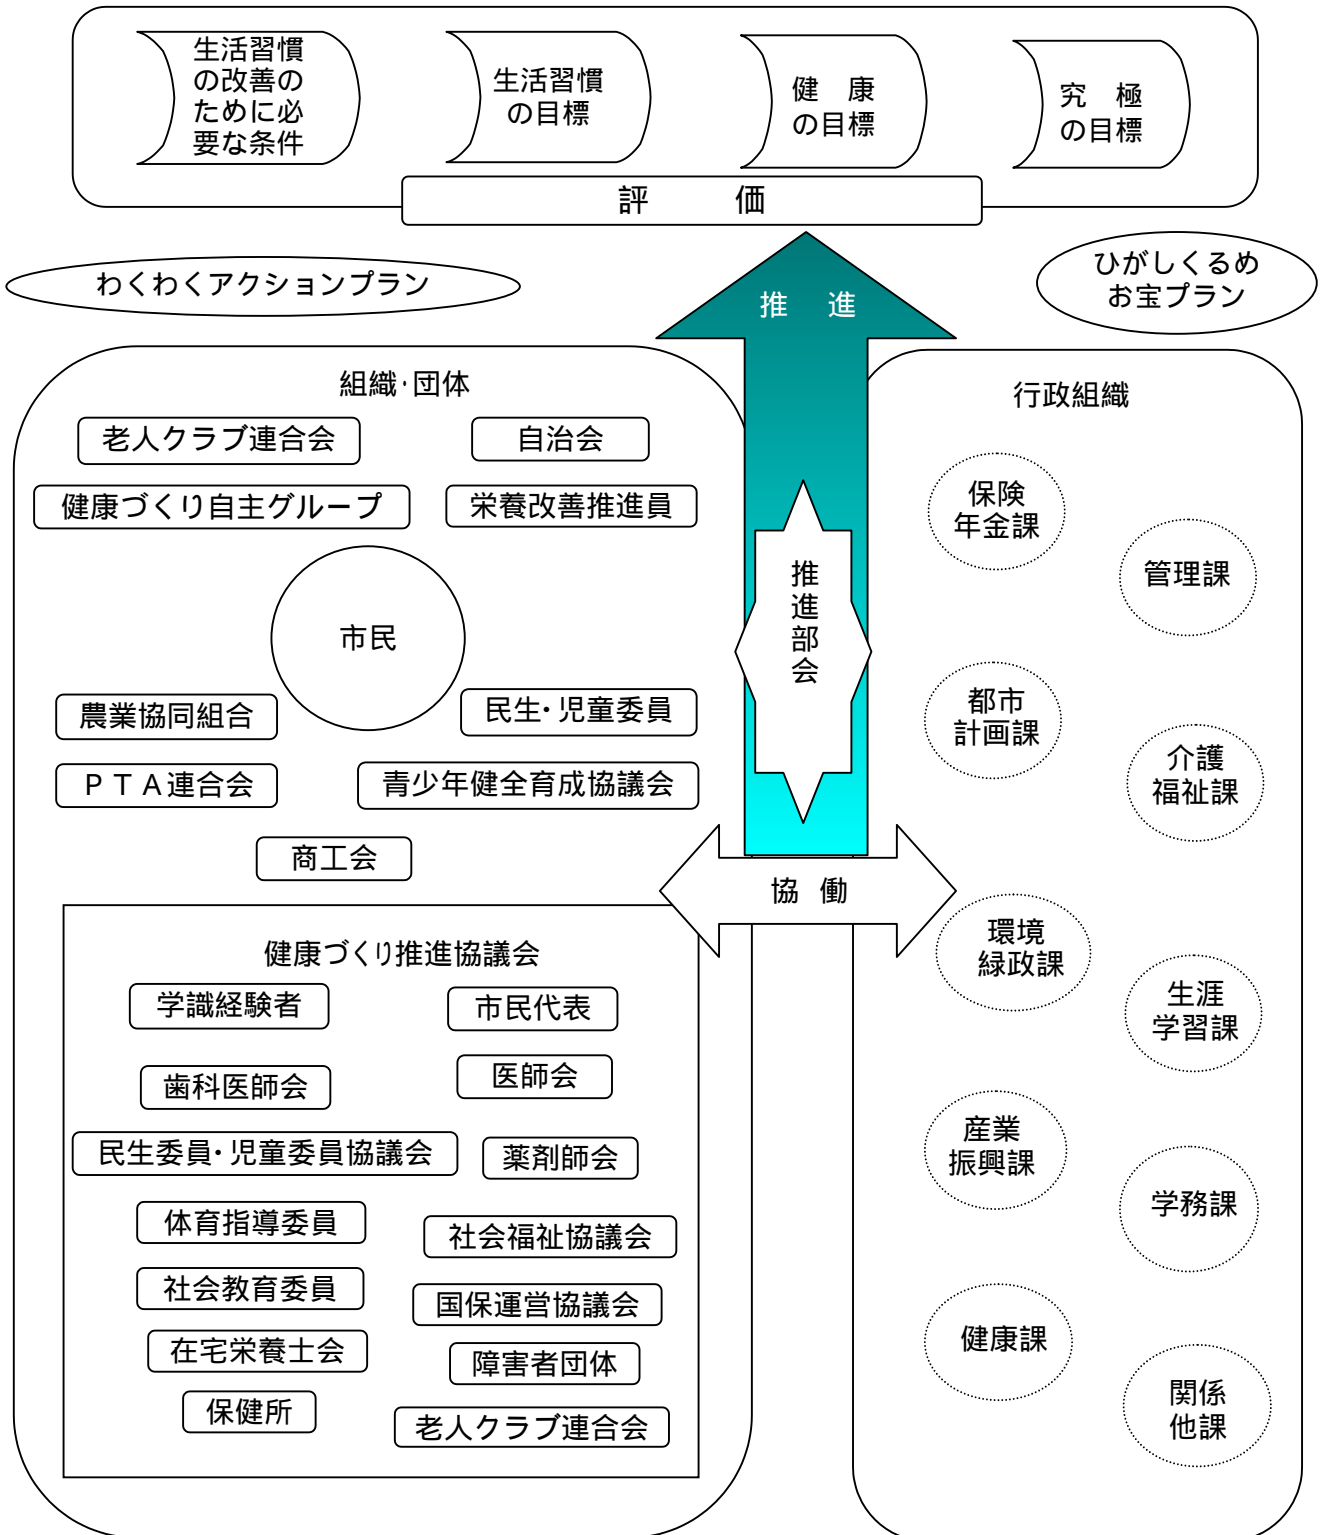 生活習慣
の改善の
ために必
要な条件
生活習慣
の目標
健　康
の目標
究　極
の目標
評　価
わくわくアクションプラン
ひがしくるめ
お宝プラン
推　進
組織・団体
老人クラブ連合会
自治会
健康づくり自主グループ
栄養改善推進員
市民
農業協同組合
民生・児童委員
ＰＴＡ連合会
青少年健全育成協議会
商工会
推
進
部
会
協　働
健康づくり推進協議会
学識経験者
市民代表
歯科医師会
医師会
民生委員・児童委員協議会
薬剤師会
体育指導委員
社会福祉協議会
社会教育委員
国保運営協議会
在宅栄養士会
障害者団体
保健所
老人クラブ連合会
行政組織
保険
年金課
管理課
都市
計画課
介護
福祉課
環境
緑政課
生涯
学習課
産業
振興課
学務課
健康課
関係
他課